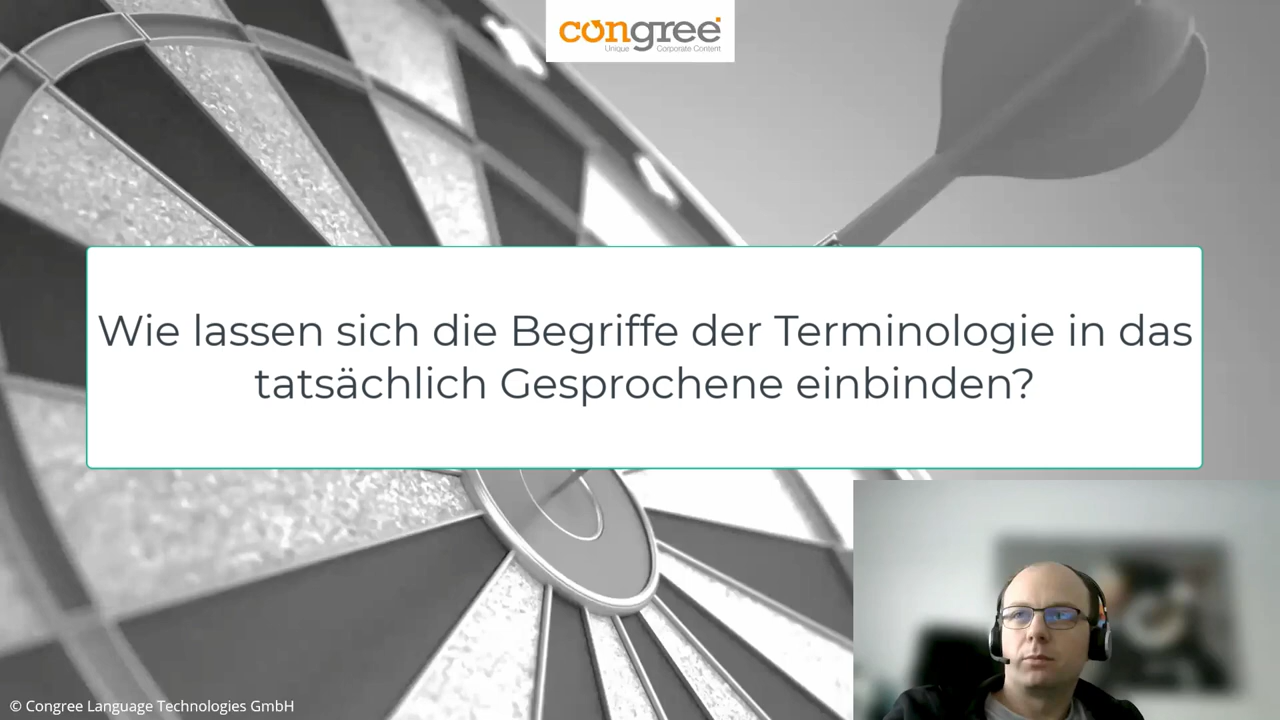 congree
Unique Corporate Content
Wie lassen sich die Begriffe der Terminologie in das
tatsächlich Gesprochene einbinden?
© Congree Language Technologies GmbH